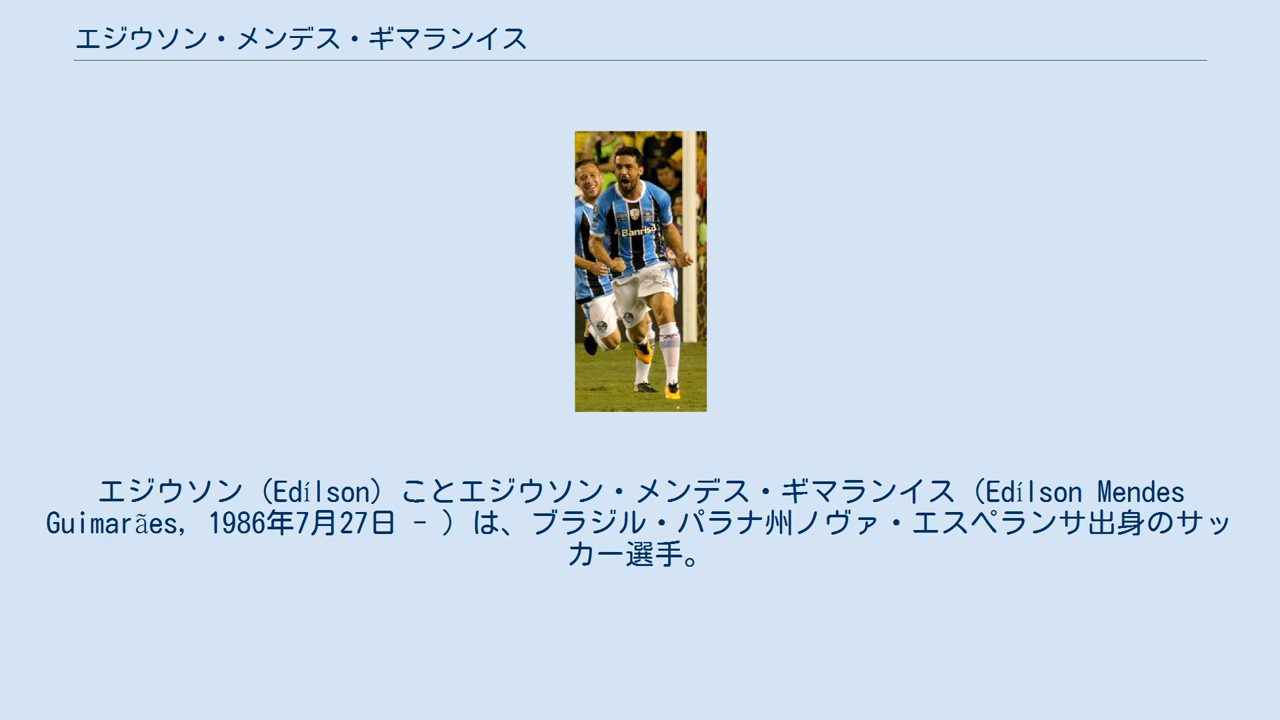 エジウソン・メンデス・ギマランイス
Banrisu
エジウソン（Edílson）ことエジウソン・メンデス・ギマランイス（Edílson Mendes
Guimarães, 1986年7月27日 - ）は、ブラジル・パラナ州ノヴァ・エスペランサ出身のサッ
カー選手。